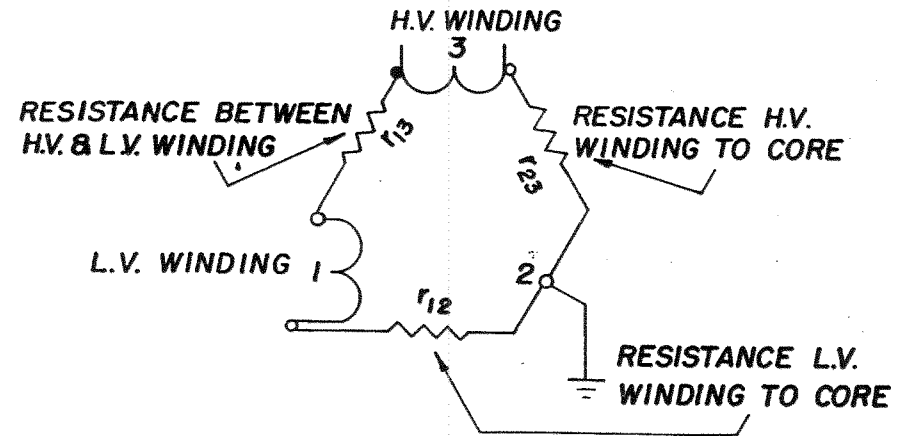 H.V. WINDING
3
RESISTANCE BETWEEN
H.V. & L.V. WINDING
r13
RESISTANCE H.V.
WINDING TO CORE
r23
L.V. WINDING 1
2
r12
RESISTANCE L.V.
WINDING TO CORE